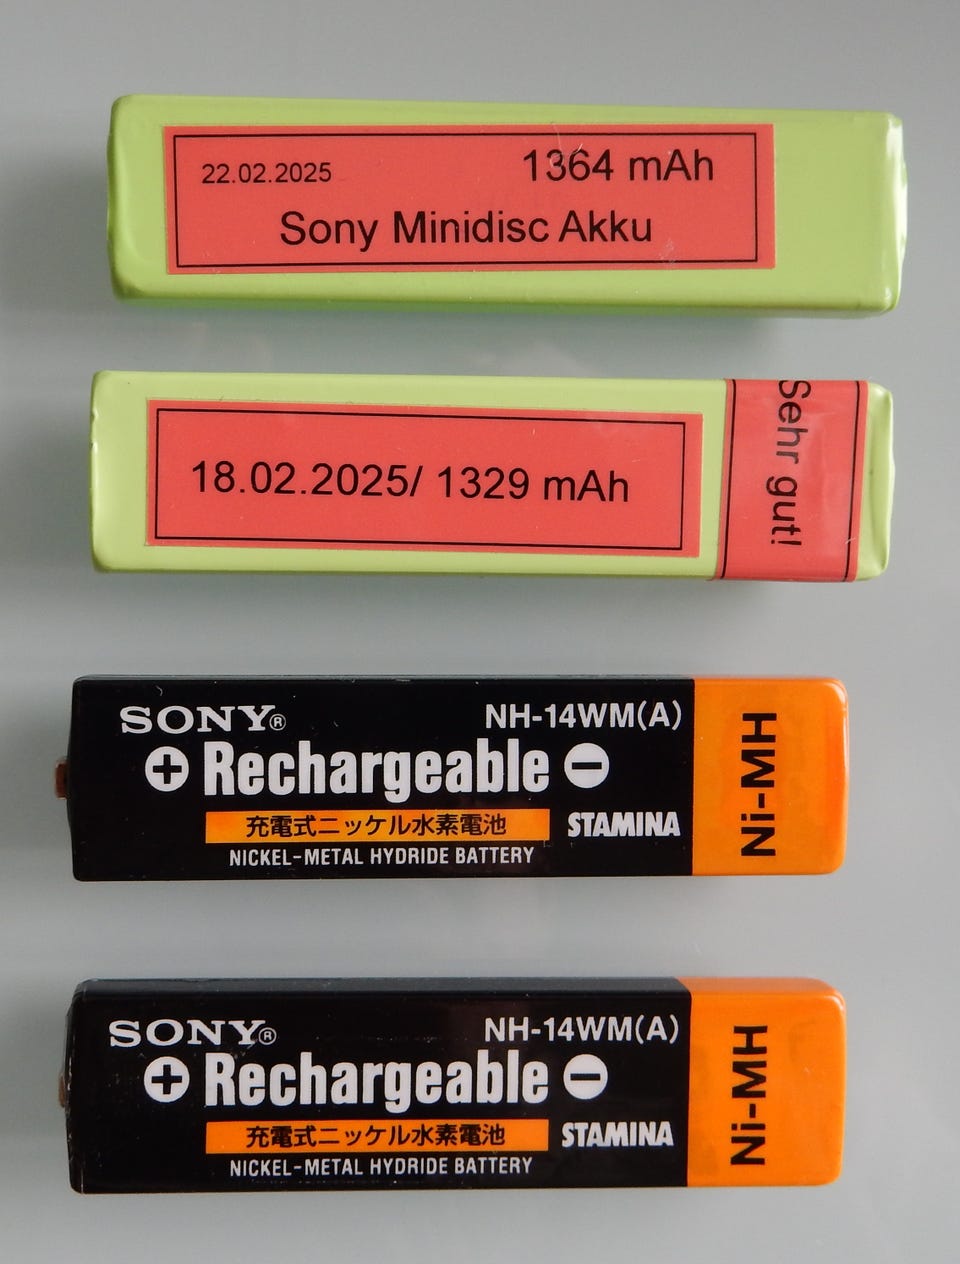 22.02.2025 1364 mAh
Sony Minidisc Akku
18.02.2025/ 1329 mAh
Sehr gut!
SONY® NH-14WM(A)
+ Rechargeable −
充電式ニッケル水素電池 STAMINA
NICKEL-METAL HYDRIDE BATTERY
Ni-MH
SONY® NH-14WM(A)
+ Rechargeable −
充電式ニッケル水素電池 STAMINA
NICKEL-METAL HYDRIDE BATTERY
Ni-MH